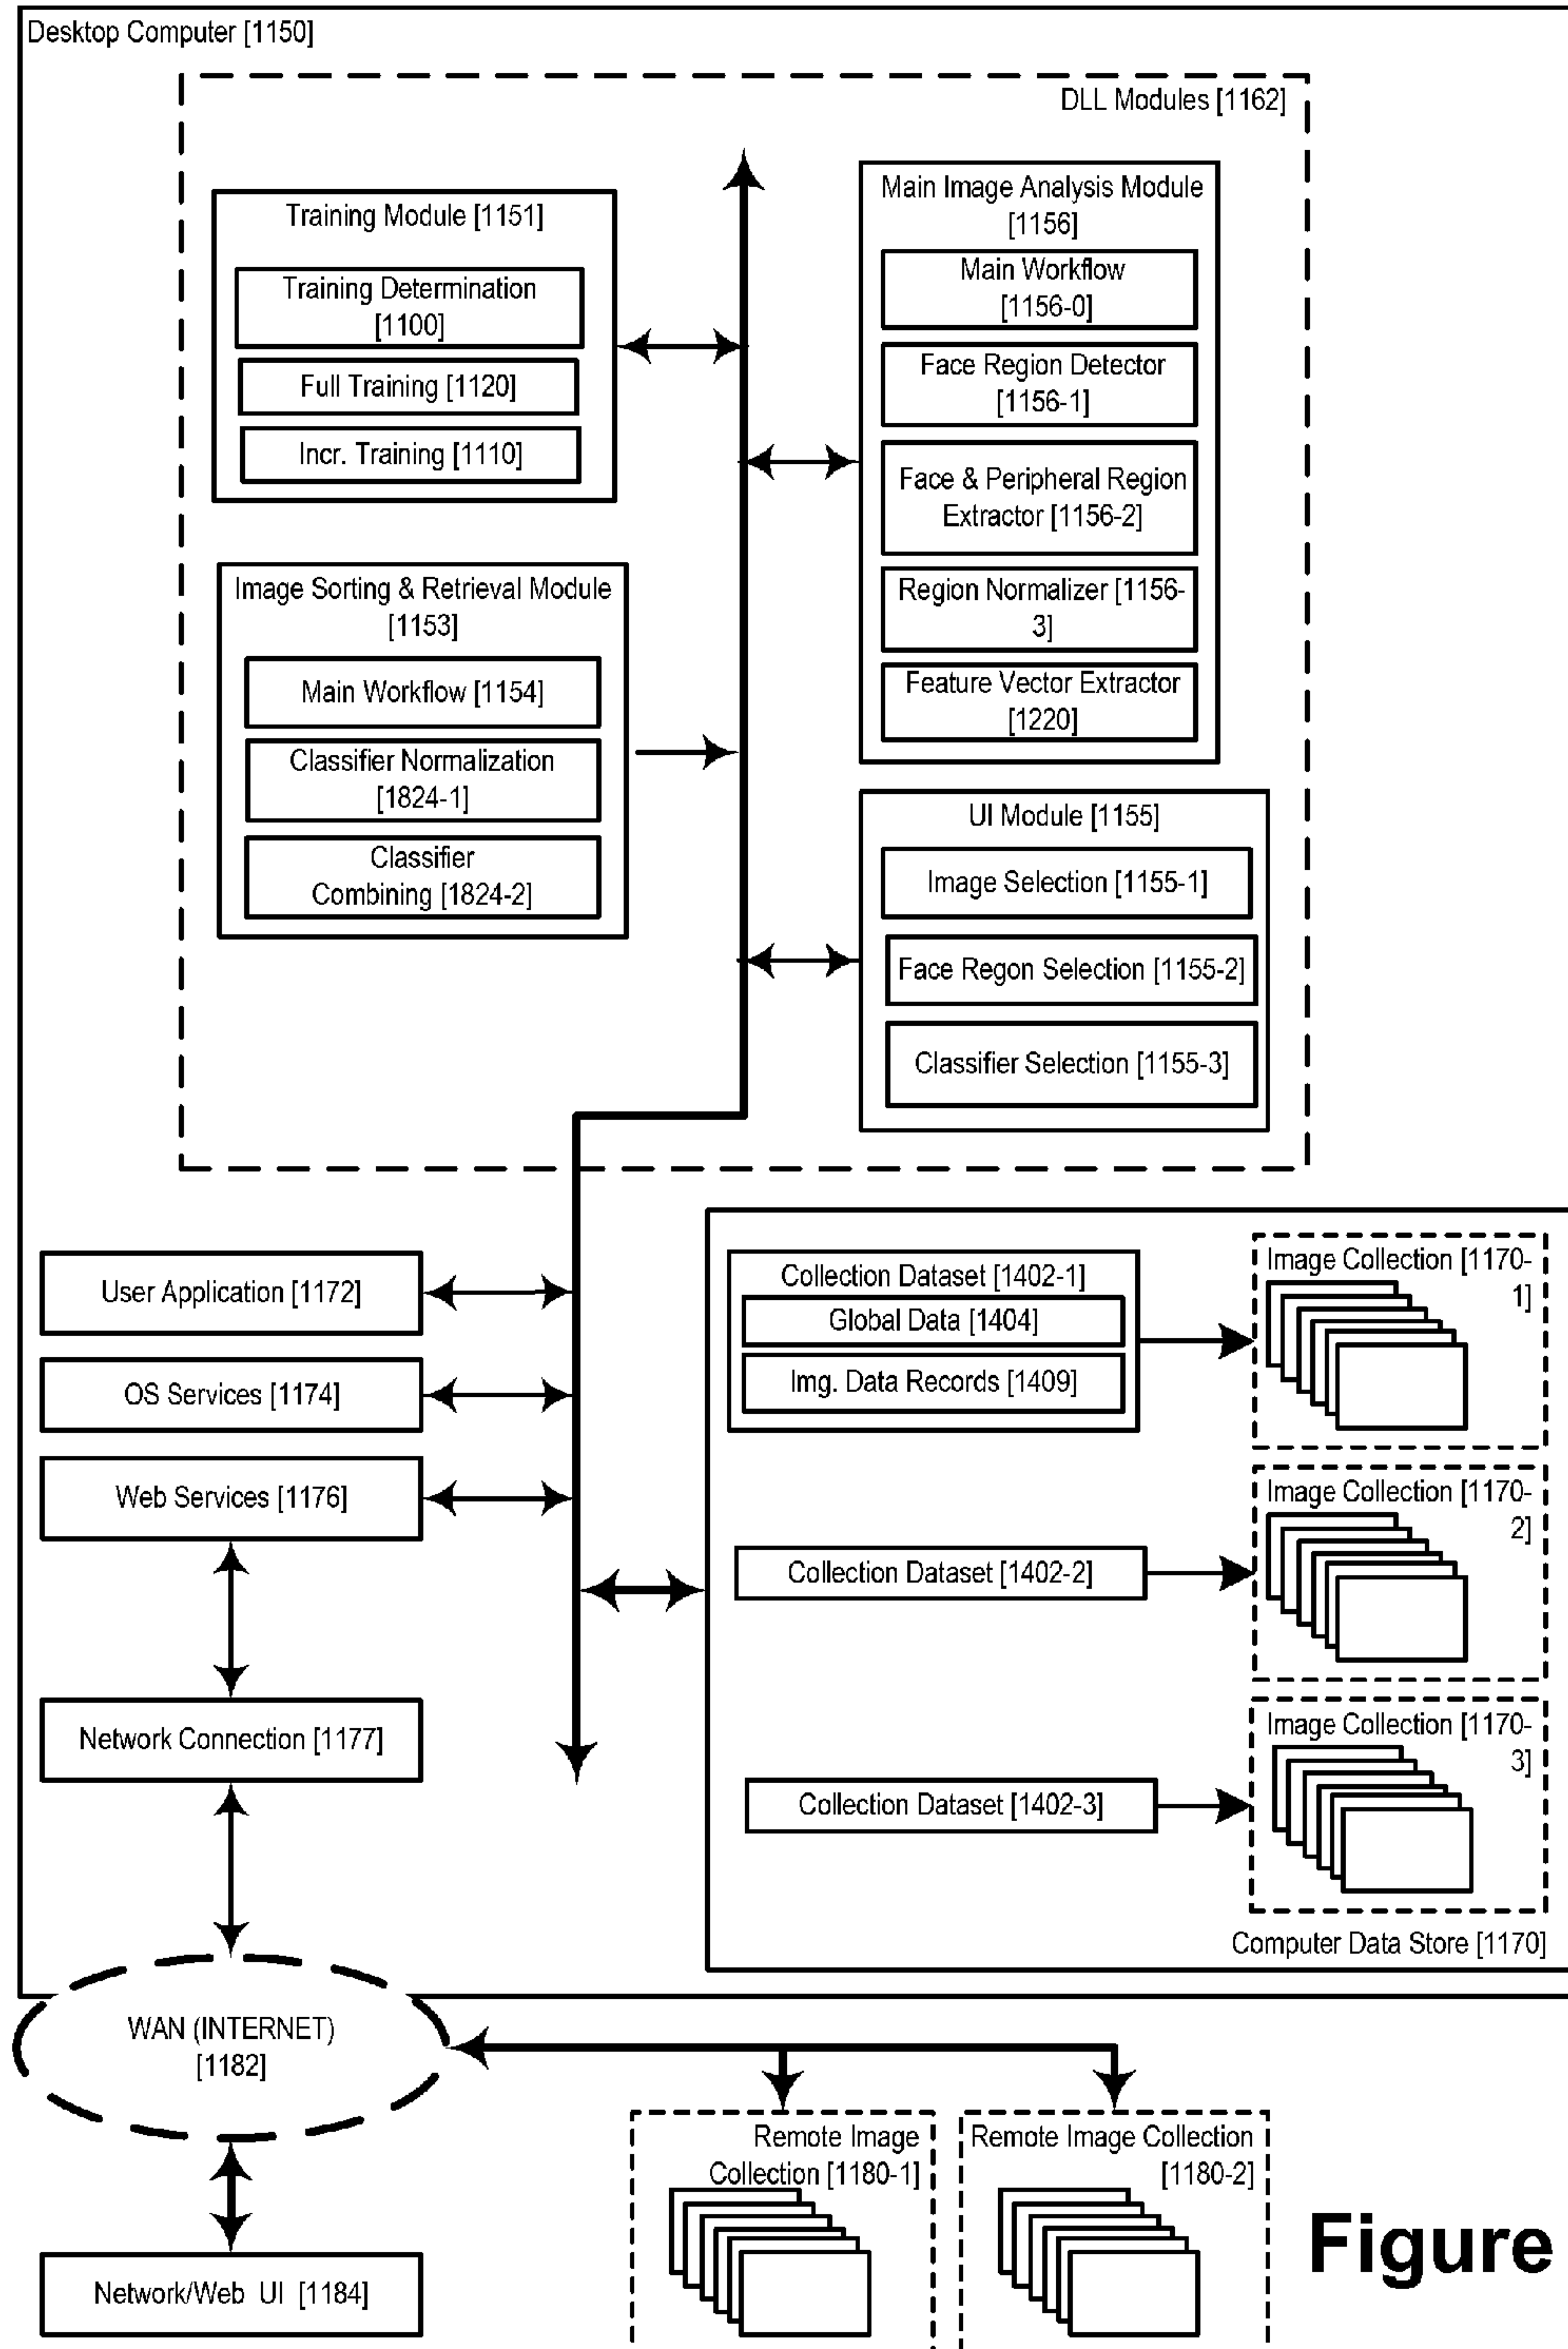 Desktop Computer [1150]
DLL Modules [1162]
Training Module [1151]
Training Determination
[1100]
Full Training [1120]
Incr. Training [1110]
Main Image Analysis Module
[1156]
Main Workflow
[1156-0]
Face Region Detector
[1156-1]
Face & Peripheral Region
Extractor [1156-2]
Region Normalizer [1156-
3]
Feature Vector Extractor
[1220]
Image Sorting & Retrieval Module
[1153]
Main Workflow [1154]
Classifier Normalization
[1824-1]
Classifier
Combining [1824-2]
UI Module [1155]
Image Selection [1155-1]
Face Regon Selection [1155-2]
Classifier Selection [1155-3]
User Application [1172]
OS Services [1174]
Web Services [1176]
Network Connection [1177]
Collection Dataset [1402-1]
Global Data [1404]
Img. Data Records [1409]
Image Collection [1170-
1]
Collection Dataset [1402-2]
Image Collection [1170-
2]
Collection Dataset [1402-3]
Image Collection [1170-
3]
Computer Data Store [1170]
WAN (INTERNET)
[1182]
Remote Image
Collection [1180-1]
Remote Image Collection
[1180-2]
Network/Web UI [1184]
Figure